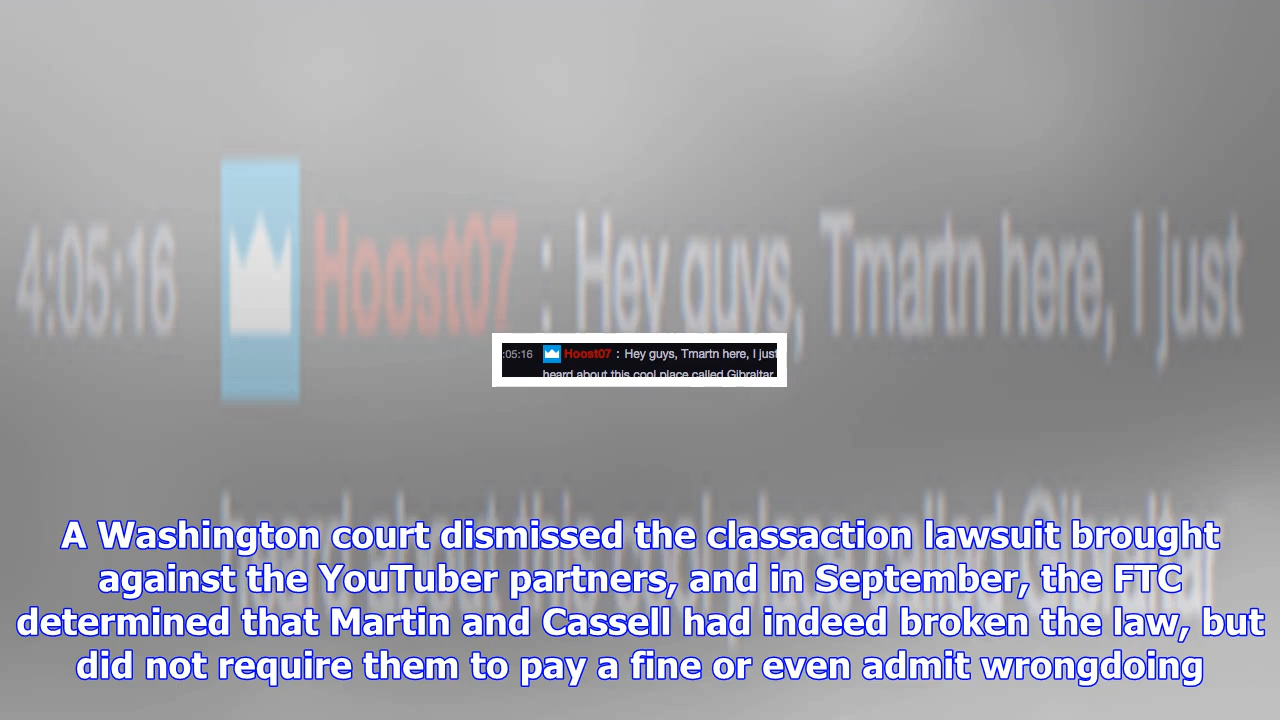 4:05:16 Hoost07 : Hey guys, Tmartn here, I just
:05:16 Hoost07 : Hey guys, Tmartn here, I just
heard about this cool place called Gibraltar
A Washington court dismissed the classaction lawsuit brought
against the YouTuber partners, and in September, the FTC
determined that Martin and Cassell had indeed broken the law, but
did not require them to pay a fine or even admit wrongdoing